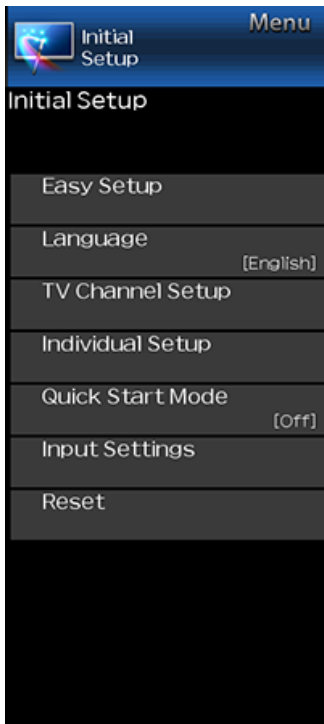 Menu
Initial
Setup
Initial Setup
Easy Setup
Language
[English]
TV Channel Setup
Individual Setup
Quick Start Mode
[Off]
Input Settings
Reset